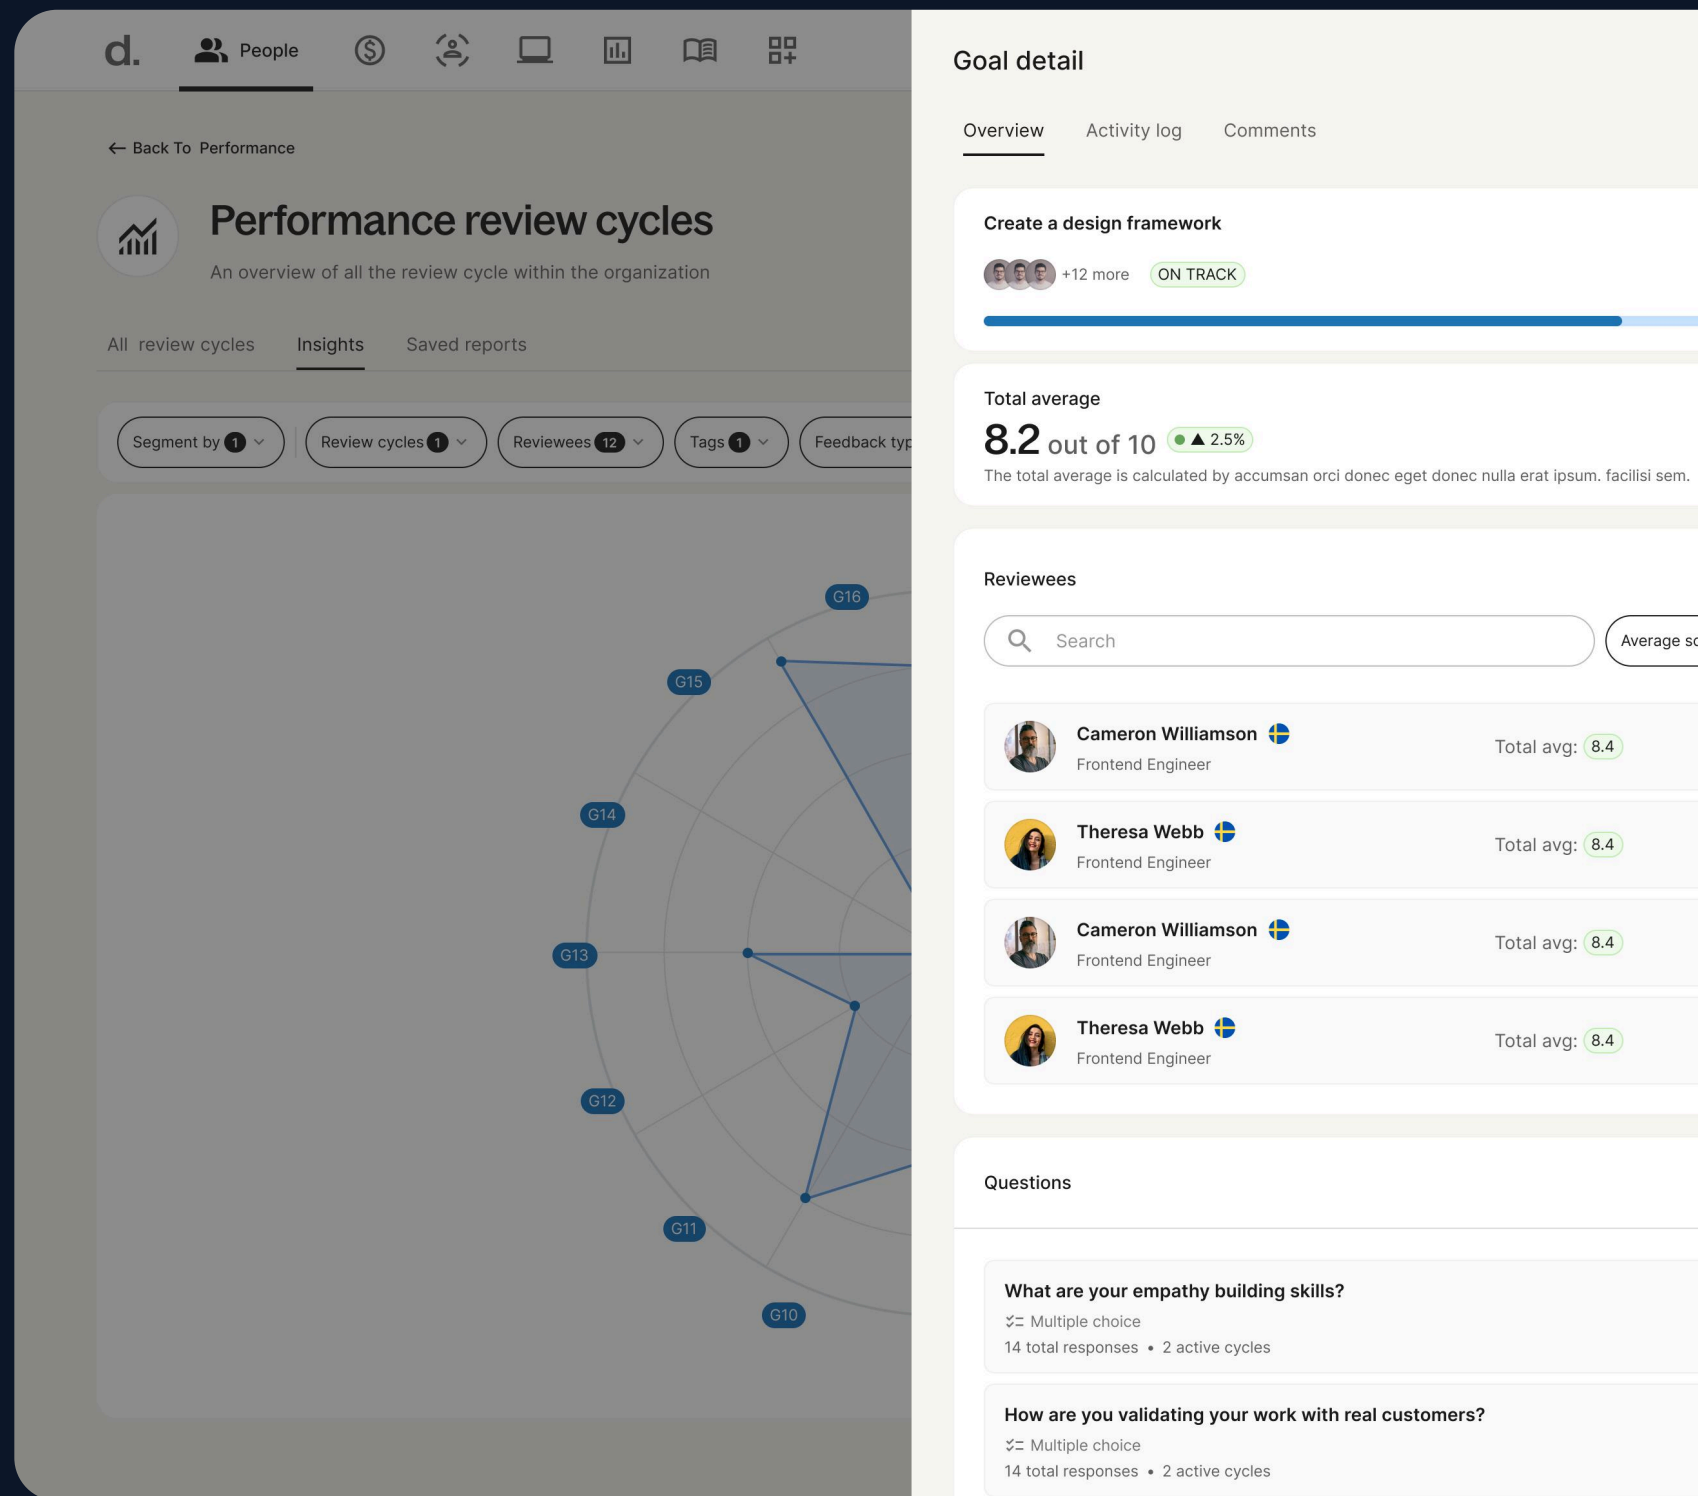 d.
People
Back To Performance
Performance review cycles
An overview of all the review cycle within the organization
All review cycles
Insights
Saved reports
Segment by 1
Review cycles 1
Reviewees 12
Tags 1
Feedback typ
G16
G15
G14
G13
G12
G11
G10
Goal detail
Overview
Activity log
Comments
Create a design framework
+12 more
ON TRACK
Total average
8.2 out of 10
▲ 2.5%
The total average is calculated by accumsan orci donec eget donec nulla erat ipsum. facilisi sem.
Reviewees
Search
Average sc
Cameron Williamson
Frontend Engineer
Total avg: 8.4
Theresa Webb
Frontend Engineer
Total avg: 8.4
Cameron Williamson
Frontend Engineer
Total avg: 8.4
Theresa Webb
Frontend Engineer
Total avg: 8.4
Questions
What are your empathy building skills?
Multiple choice
14 total responses • 2 active cycles
How are you validating your work with real customers?
Multiple choice
14 total responses • 2 active cycles